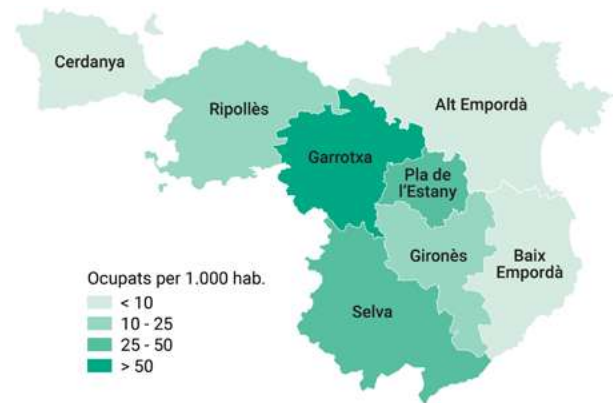 Cerdanya
Ripollès
Alt Empordà
Garrotxa
Pla de
l'Estany
Gironès
Baix
Empordà
Selva
Ocupats per 1.000 hab.
< 10
10 - 25
25 - 50
> 50